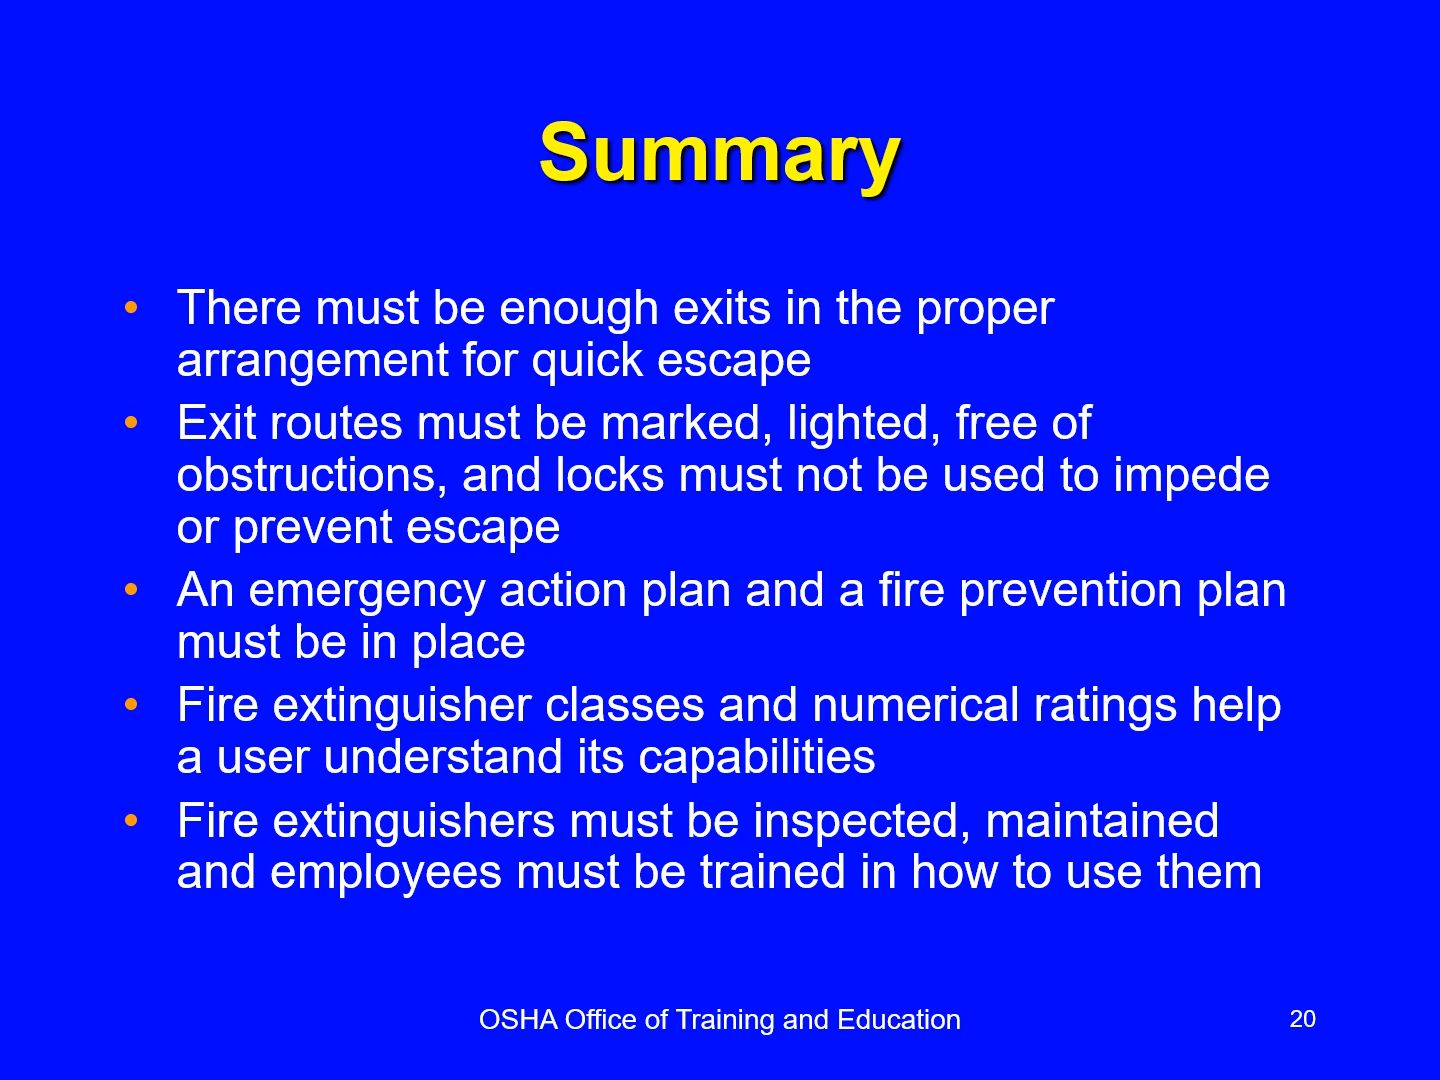 Summary
• There must be enough exits in the proper
arrangement for quick escape
• Exit routes must be marked, lighted, free of
obstructions, and locks must not be used to impede
or prevent escape
• An emergency action plan and a fire prevention plan
must be in place
• Fire extinguisher classes and numerical ratings help
a user understand its capabilities
• Fire extinguishers must be inspected, maintained
and employees must be trained in how to use them
OSHA Office of Training and Education
20